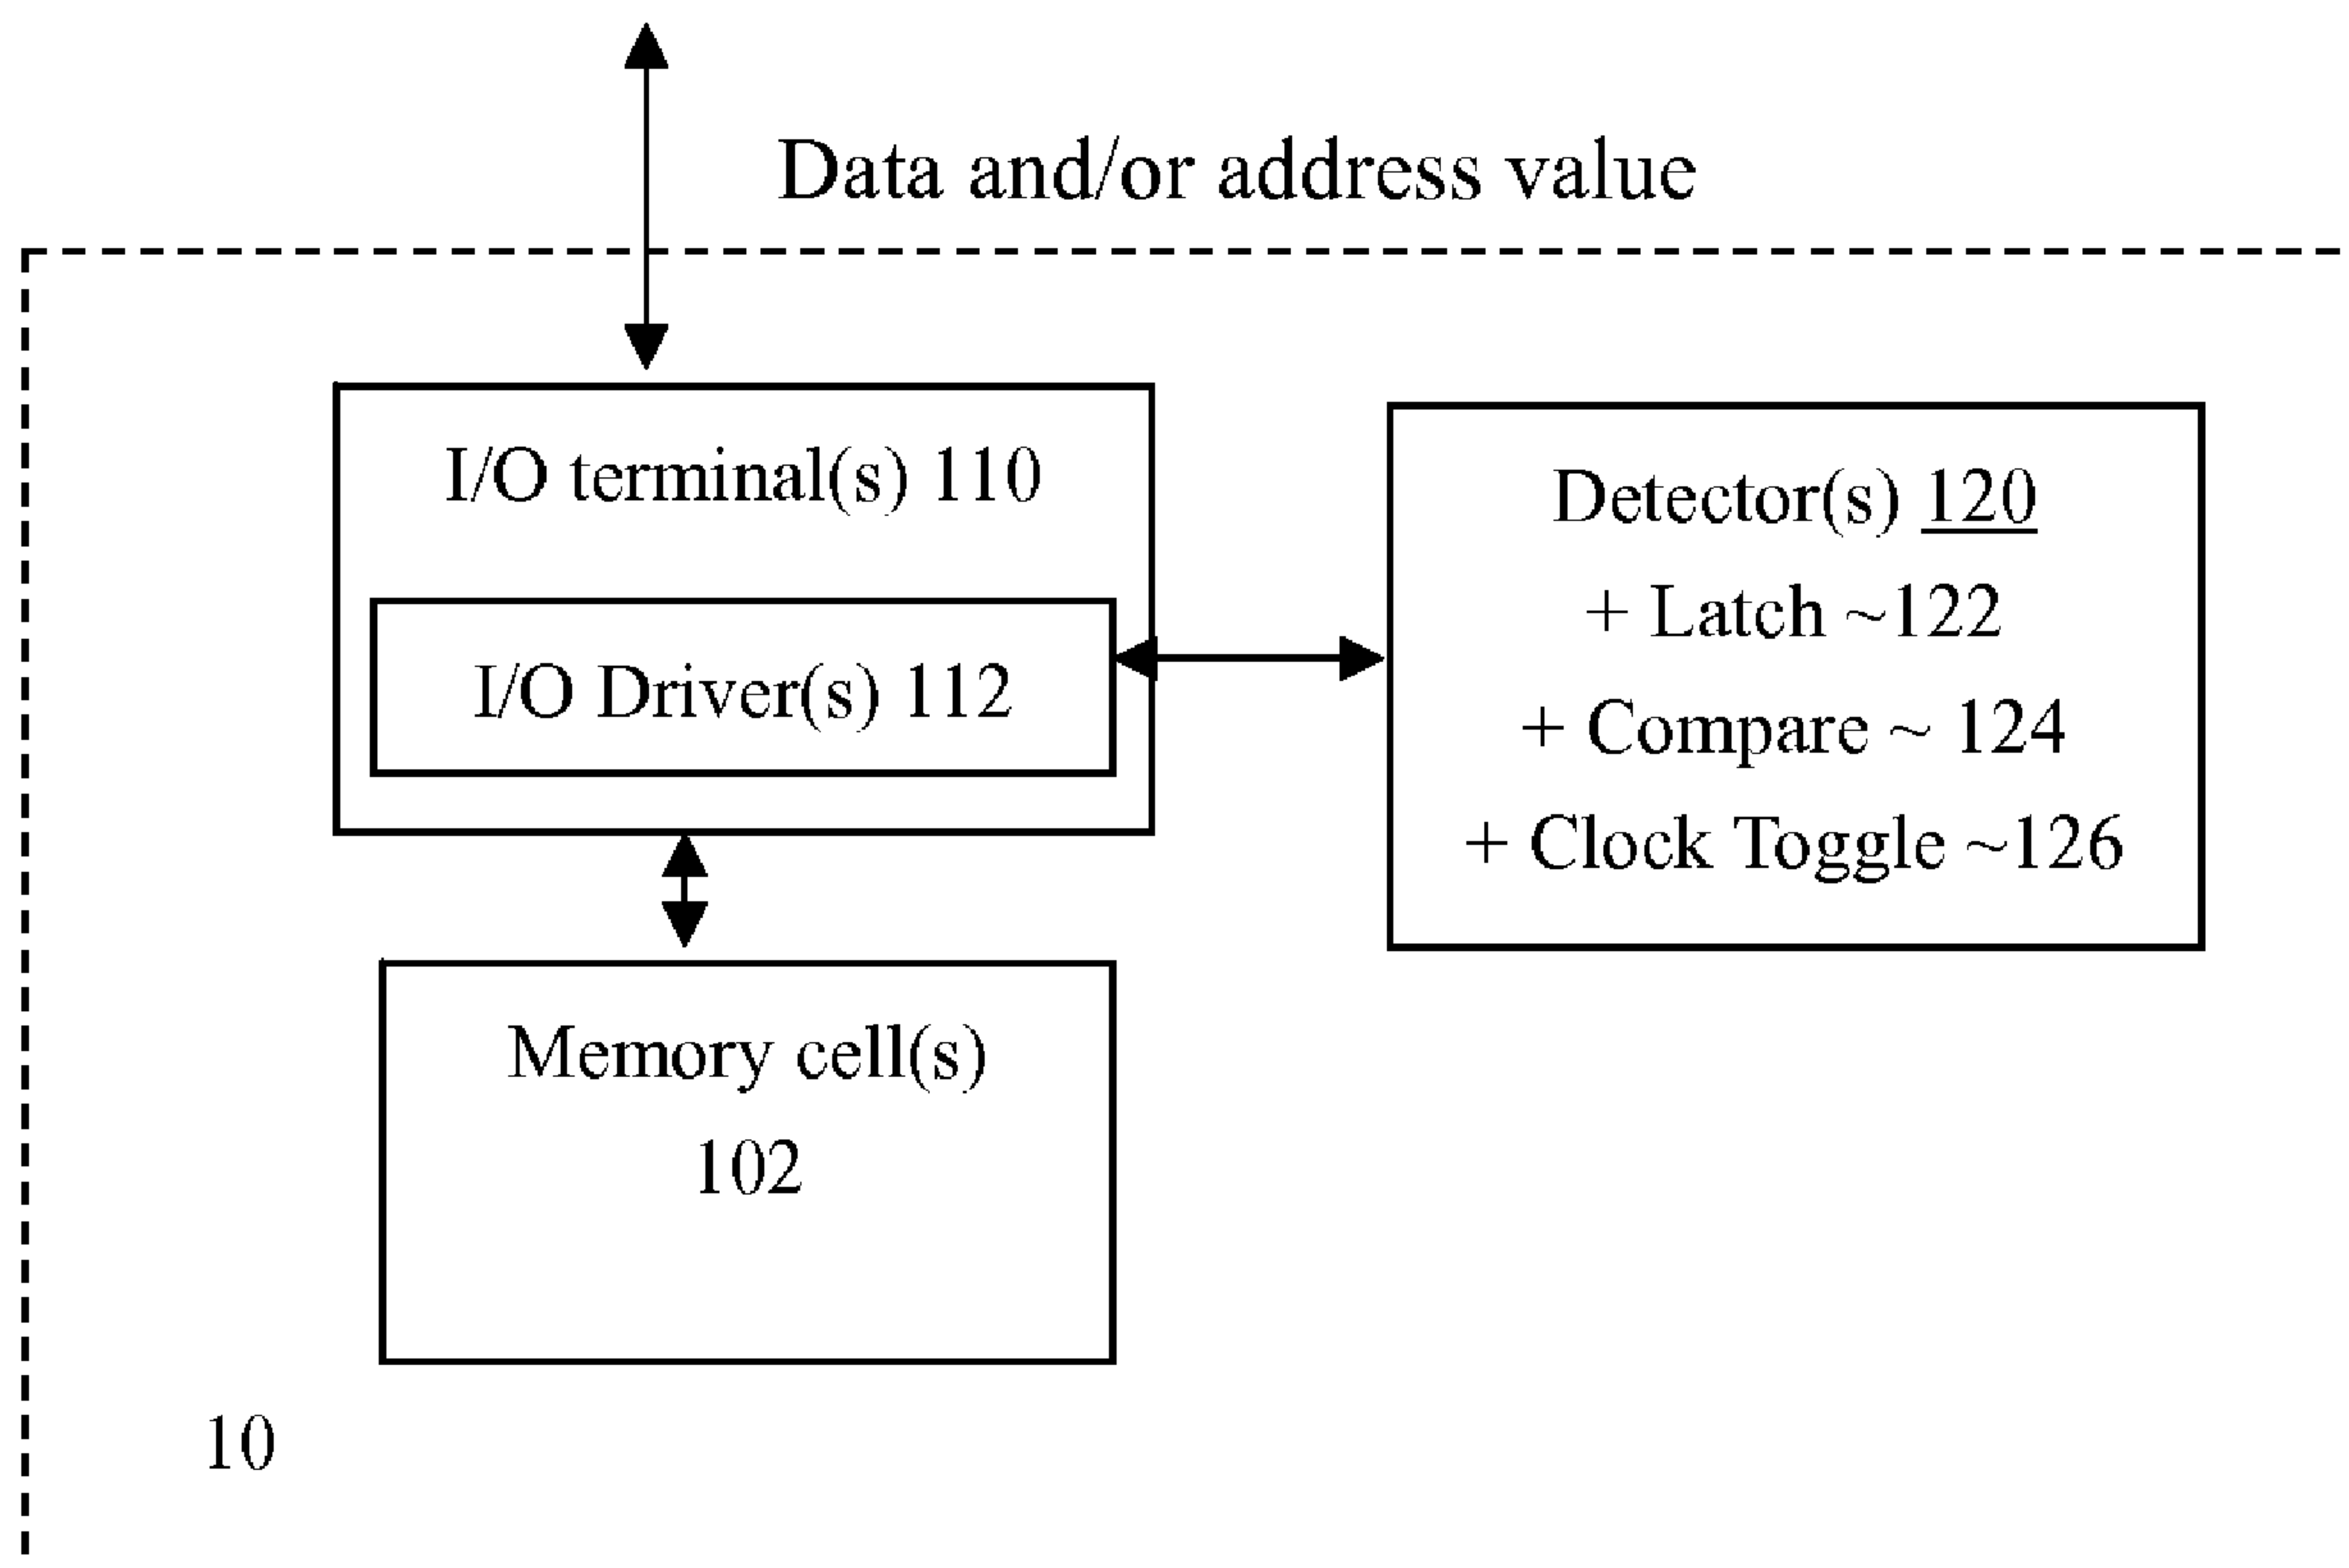 Data and/or address value
I/O terminal(s) 110
I/O Driver(s) 112
Detector(s) 120
+ Latch ~122
+ Compare ~ 124
+ Clock Toggle ~126
Memory cell(s)
102
10